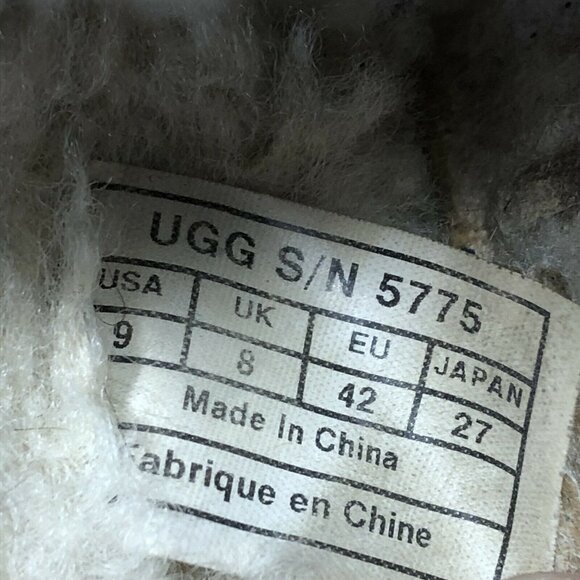 UGG S/N 5775
USA UK EU JAPAN
9 8 42 27
Made In China
Fabrique en Chine